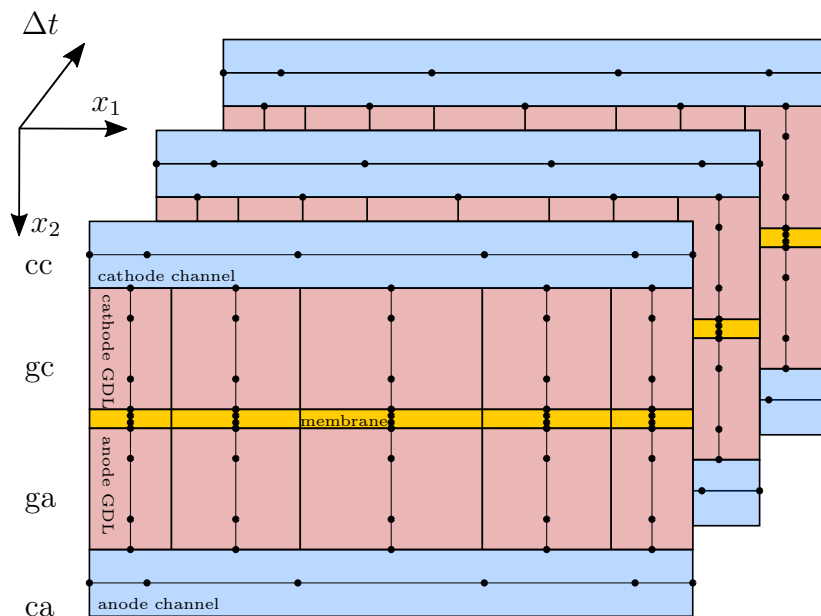 Δt
x₁
x₂
cc
cathode channel
cathode GDL
gc
membrane
anode GDL
ga
anode channel
ca